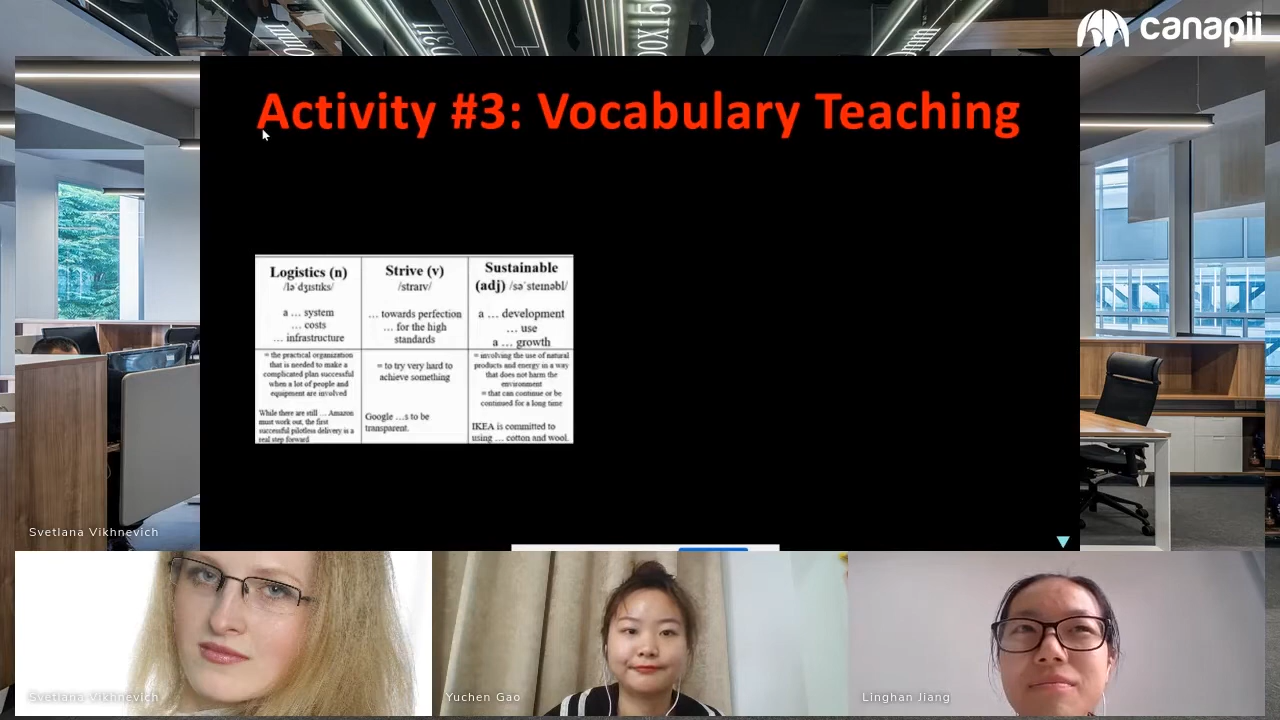 canapii
Activity #3: Vocabulary Teaching
Logistics (n)
/ləˈdʒɪstɪks/
a … system
… costs
… infrastructure
Strive (v)
/straɪv/
… towards perfection
… for the high
standards
Sustainable
(adj) /səˈsteɪnəbl/
a … development
… use
a … growth
= the practical organization
that is needed to make a
complicated plan successful
when a lot of people and
equipment are involved
While there are still … Amazon
must work out, the first
successful pilotless delivery is a
real step forward
= to try very hard to
achieve something
Google …s to be
transparent.
= involving the use of natural
products and energy in a way
that does not harm the
environment
= that can continue or be
continued for a long time
IKEA is committed to
using … cotton and wool.
Svetlana Vikhnevich
Svetlana Vikhnevich
Yuchen Gao
Linghan Jiang